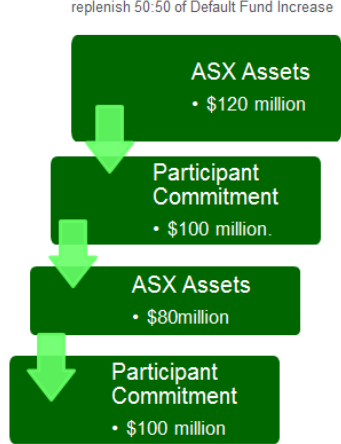 replenish 50:50 of Default Fund Increase
ASX Assets
• $120 million
Participant
Commitment
• $100 million.
ASX Assets
• $80million
Participant
Commitment
• $100 million